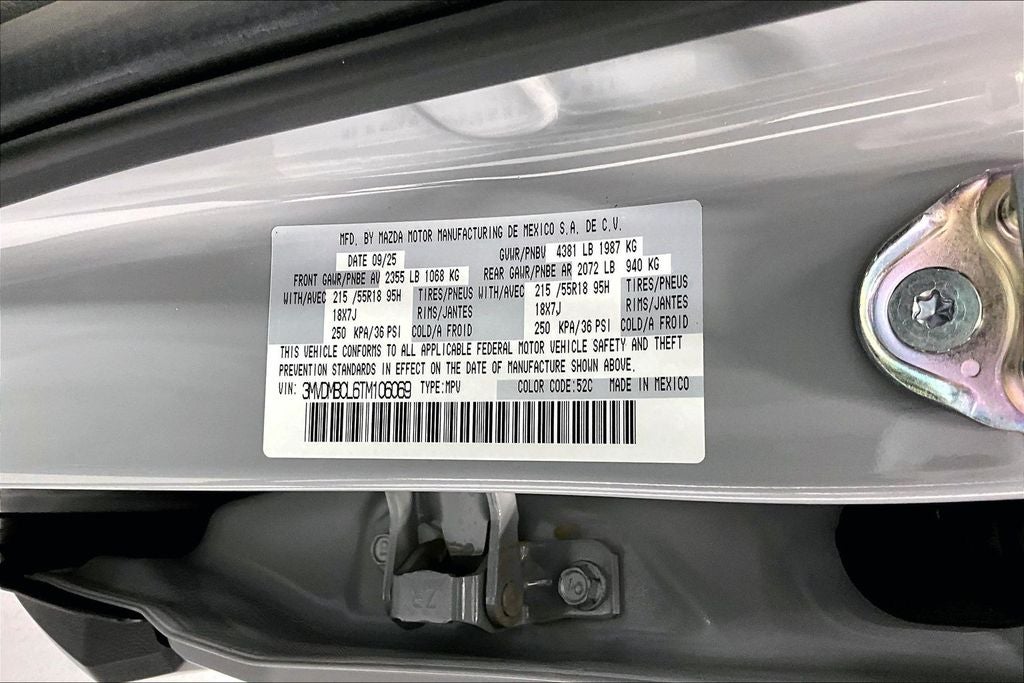 MFD. BY MAZDA MOTOR MANUFACTURING DE MEXICO S.A. DE C.V.
DATE 09/25 GVWR/PNBV 4381 LB 1987 KG
FRONT GAWR/PNBE AV 2355 LB 1068 KG REAR GAWR/PNBE AR 2072 LB 940 KG
WITH/AVEC 215 /55R18 95H TIRES/PNEUS WITH/AVEC 215 /55R18 95H TIRES/PNEUS
18X7J RIMS/JANTES 18X7J RIMS/JANTES
250 KPA/36 PSI COLD/A FROID 250 KPA/36 PSI COLD/A FROID
THIS VEHICLE CONFORMS TO ALL APPLICABLE FEDERAL MOTOR VEHICLE SAFETY AND THEFT
PREVENTION STANDARDS IN EFFECT ON THE DATE OF MANUFACTURE SHOWN ABOVE.
VIN: 3MVDMBCL6TM106069 TYPE:MPV COLOR CODE:52C MADE IN MEXICO